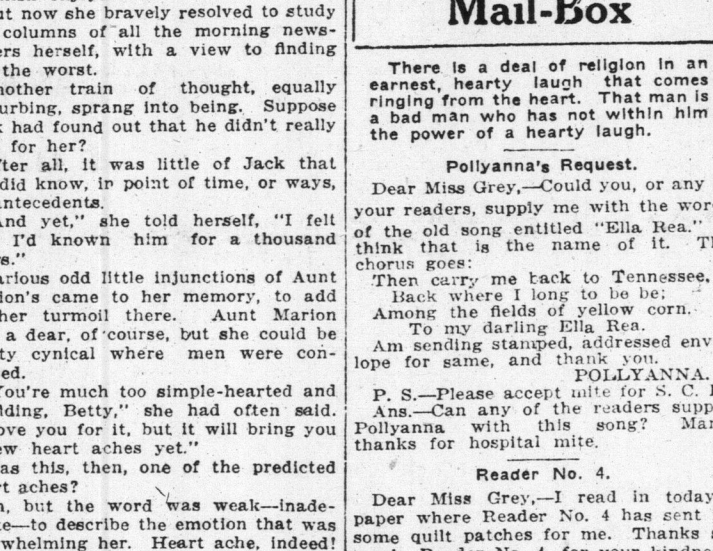 ut now she bravely resolved to study
columns of all the morning news-
ers herself, with a view to finding
the worst.
nother train of thought, equally
urbing, sprang into being. Suppose
k had found out that he didn't really
for her?
fter all, it was little of Jack that
did know, in point of time, or ways,
antecedents.
And yet," she told herself, "I felt
I'd known him for a thousand
s."
arious odd little injunctions of Aunt
ion's came to her memory, to add
her turmoil there. Aunt Marion
a dear, of course, but she could be
ty cynical where men were con-
ed.
You're much too simple-hearted and
lding, Betty," she had often said.
ove you for it, but it will bring you
ew heart aches yet."
as this, then, one of the predicted
rt aches?
h, but the word was weak—inade-
te—to describe the emotion that was
whelming her. Heart ache, indeed!
Mail-Box
There is a deal of religion in an
earnest, hearty laugh that comes
ringing from the heart. That man is
a bad man who has not within him
the power of a hearty laugh.
Pollyanna's Request.
Dear Miss Grey,—Could you, or any
your readers, supply me with the wor
of the old song entitled "Ella Rea."
think that is the name of it. Th
chorus goes:
Then carry me back to Tennessee,
Back where I long to be be;
Among the fields of yellow corn.
To my darling Ella Rea.
Am sending stamped, addressed env
lope for same, and thank you.
POLLYANNA.
P. S.—Please accept mite for S. C. H
Ans.—Can any of the readers supp
Pollyanna with this song? Man
thanks for hospital mite.
Reader No. 4.
Dear Miss Grey,—I read in today
paper where Reader No. 4 has sent
some quilt patches for me. Thanks
Reader No. 4 for your kindn